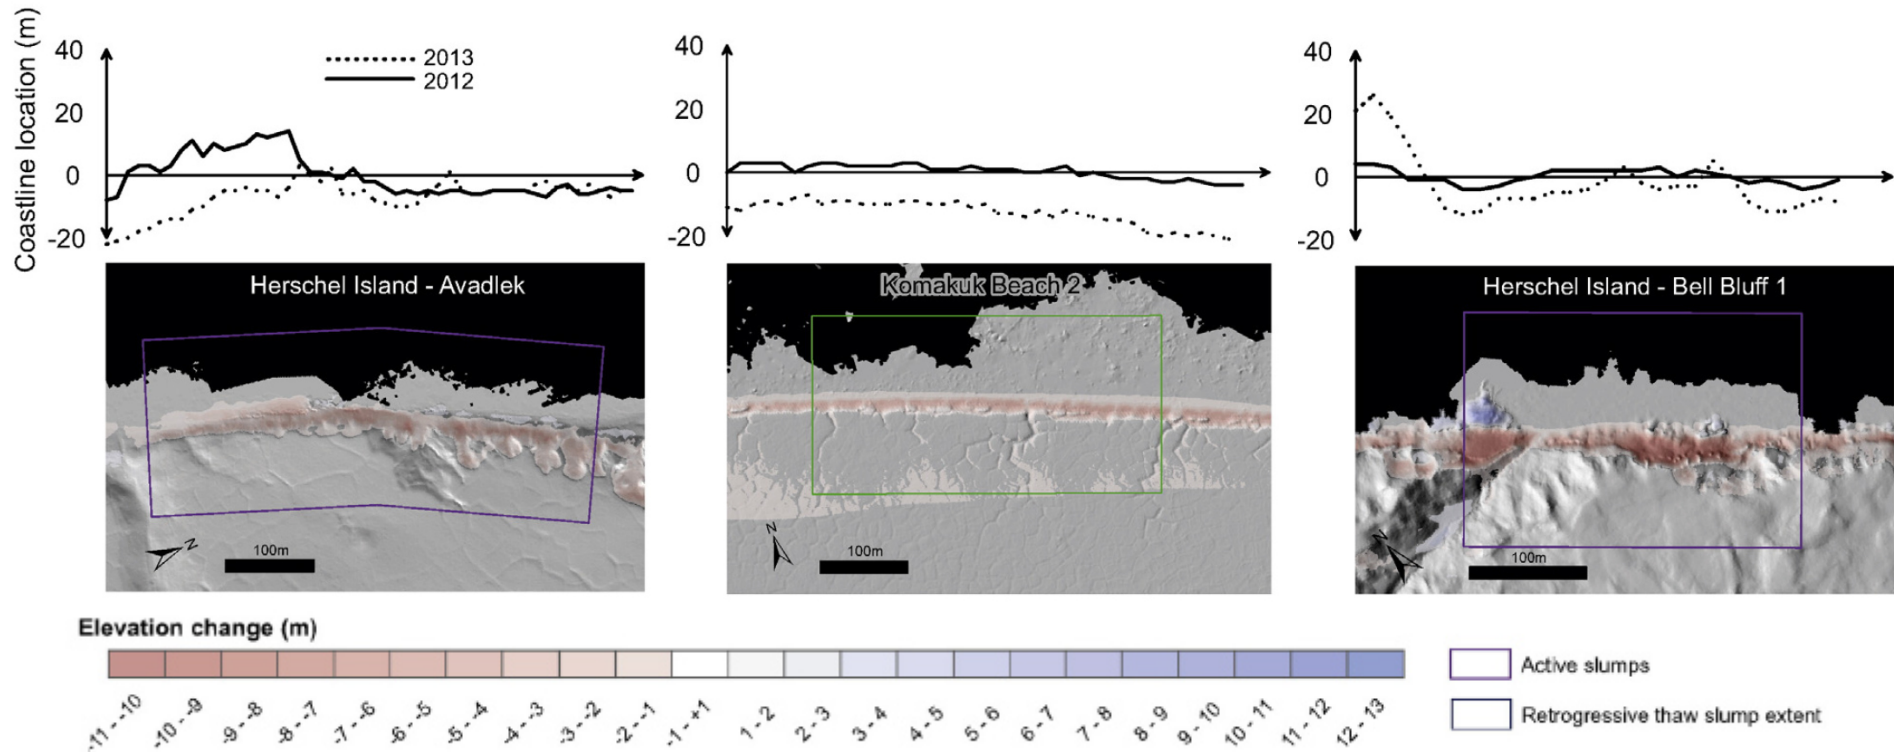 Coastline location (m)
40
20
0
-20
2013
2012
40
20
0
-20
40
20
0
-20
Herschel Island - Avadlek
N
100m
Komakuk Beach 2
N
100m
Herschel Island - Bell Bluff 1
N
100m
Elevation change (m)
-11 - -10
-10 - -9
-9 - -8
-8 - -7
-7 - -6
-6 - -5
-5 - -4
-4 - -3
-3 - -2
-2 - -1
-1 - +1
1 - 2
2 - 3
3 - 4
4 - 5
5 - 6
6 - 7
7 - 8
8 - 9
9 - 10
10 - 11
11 - 12
12 - 13
Active slumps
Retrogressive thaw slump extent